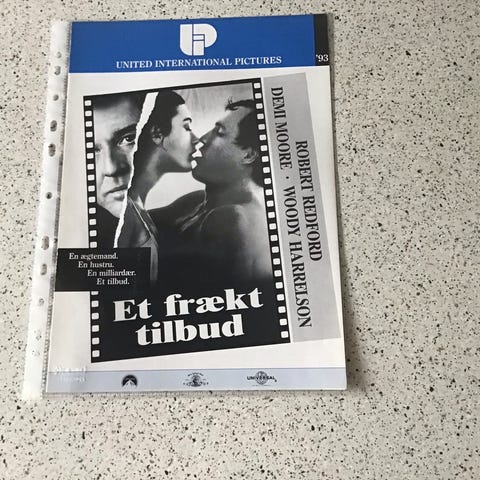 UNITED INTERNATIONAL PICTURES
'93
ROBERT REDFORD
DEMI MOORE · WOODY HARRELSON
En ægtemand.
En hustru.
En milliardær.
Et tilbud.
Et frækt
tilbud
UNIVERSAL